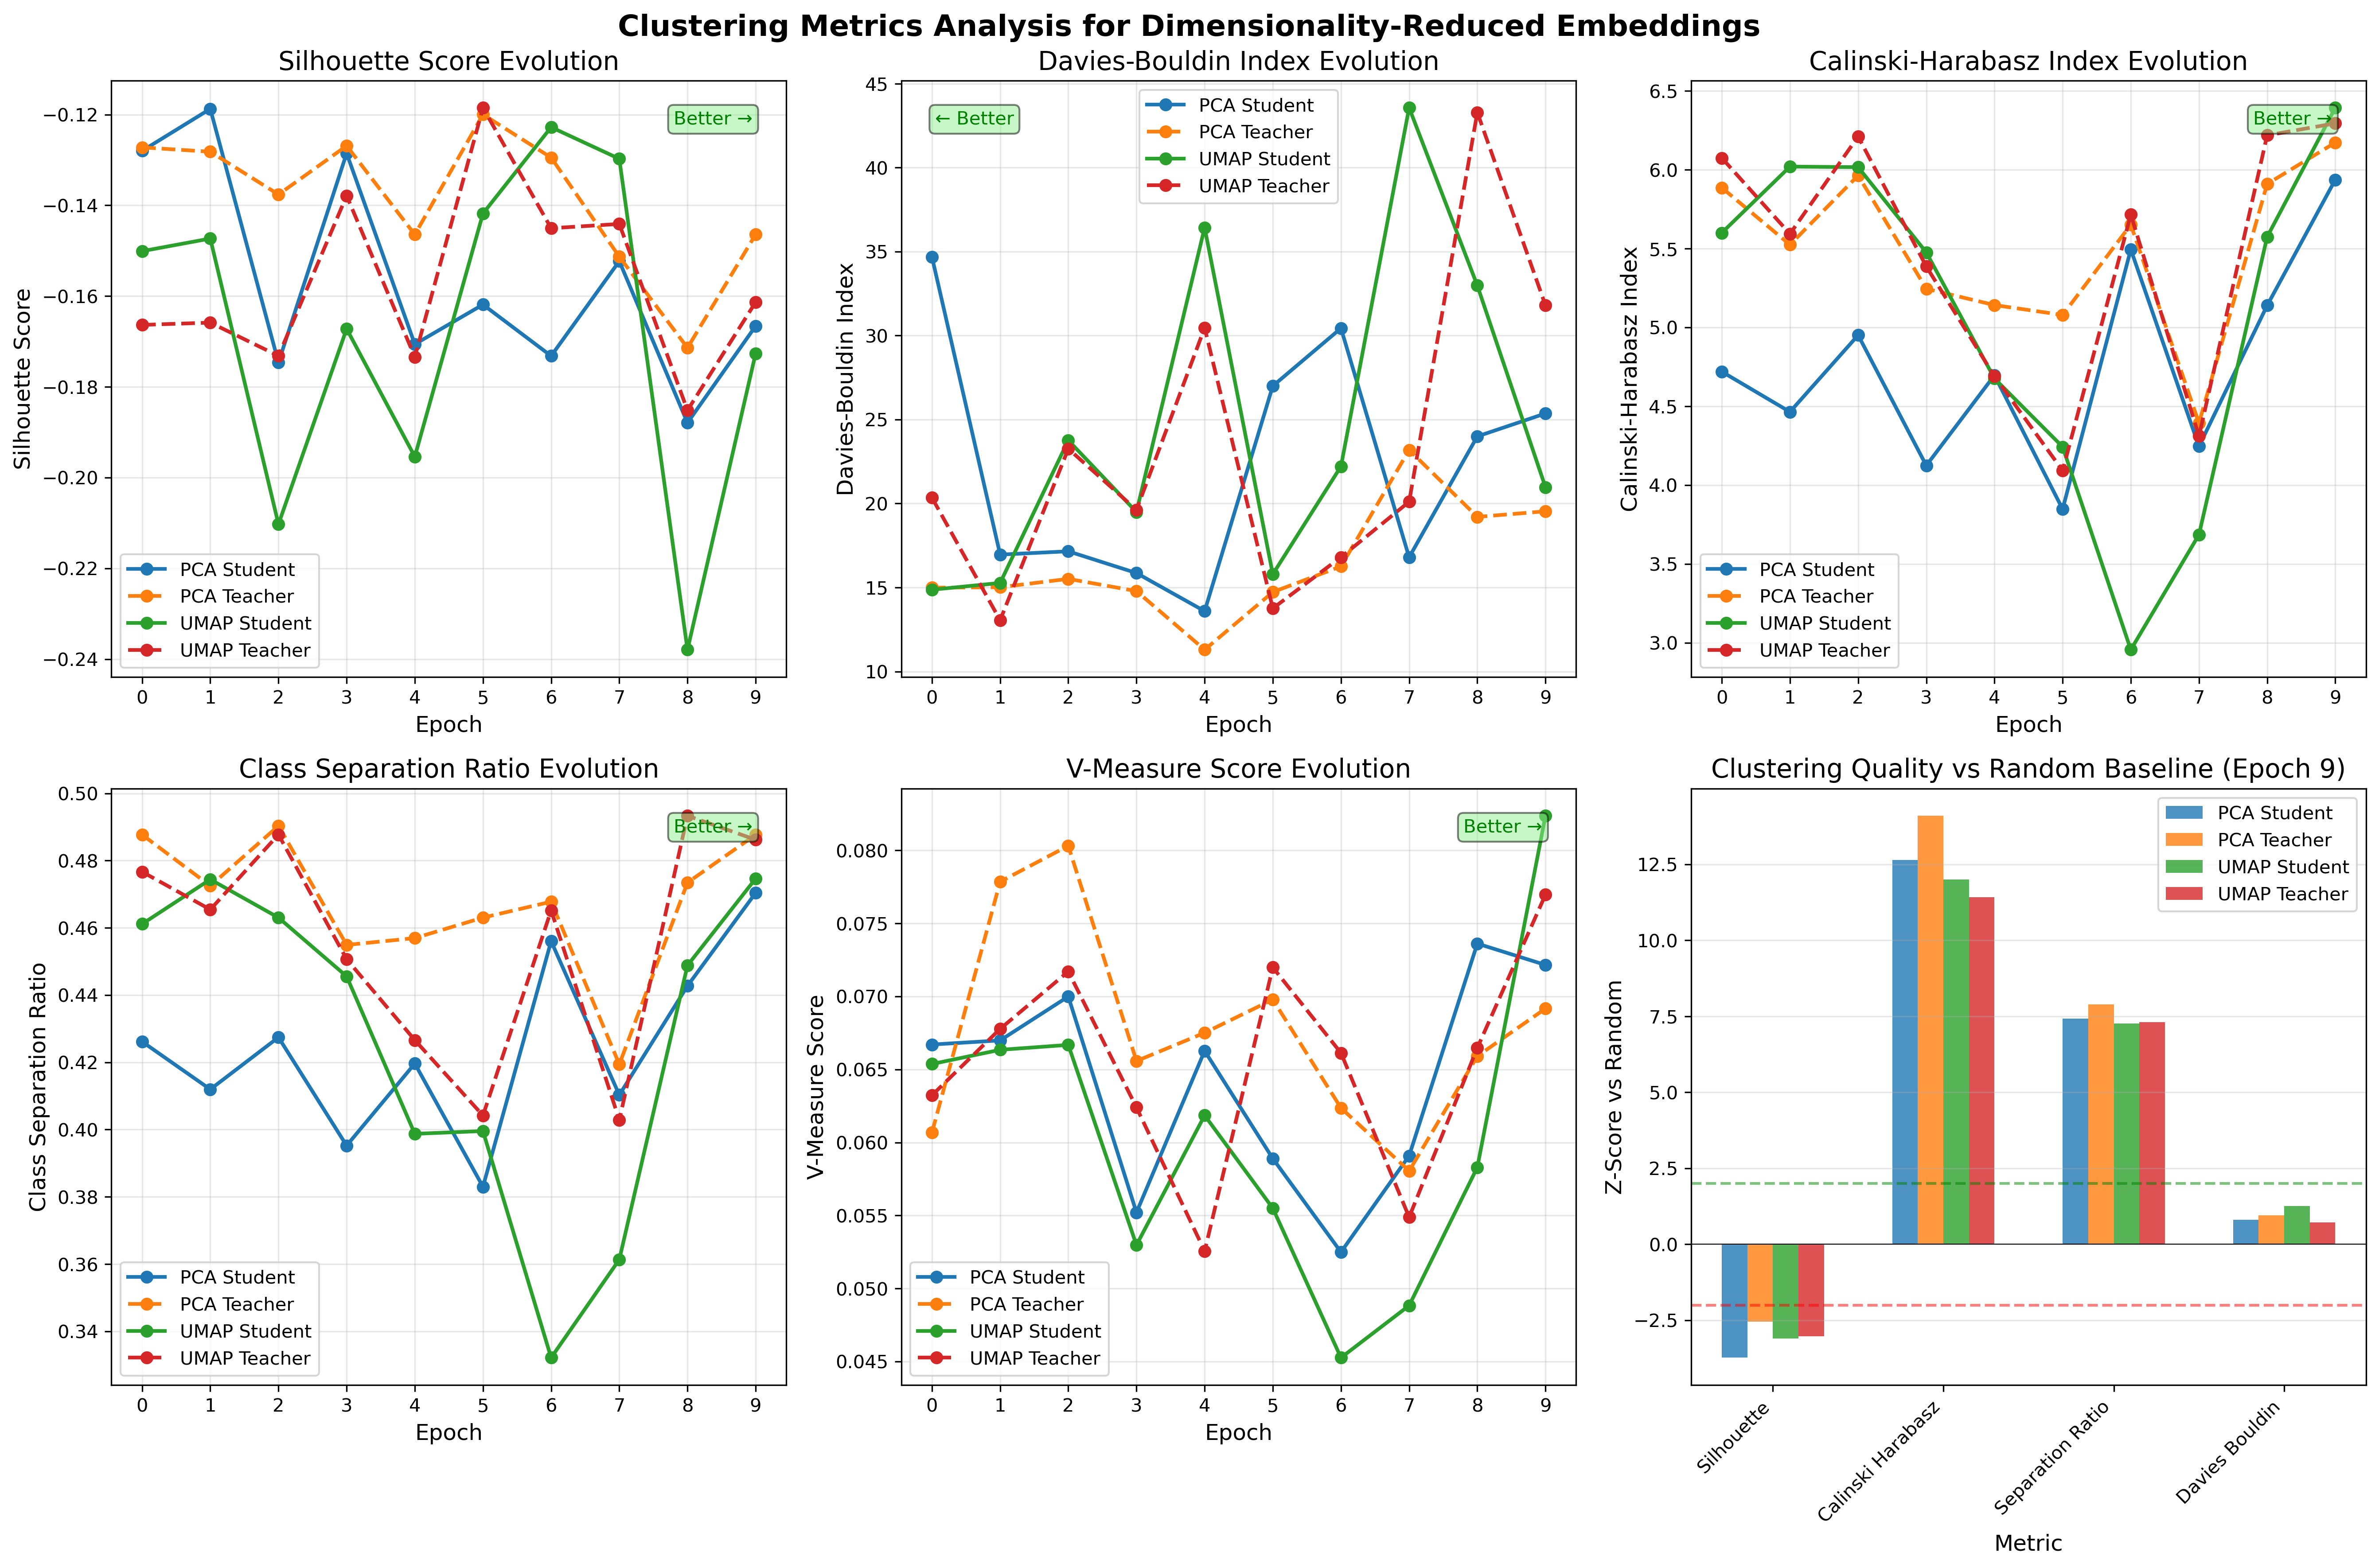 Clustering Metrics Analysis for Dimensionality-Reduced Embeddings
Silhouette Score Evolution
Silhouette Score
−0.12
−0.14
−0.16
−0.18
−0.20
−0.22
−0.24
Better →
PCA Student
PCA Teacher
UMAP Student
UMAP Teacher
0 1 2 3 4 5 6 7 8 9
Epoch
Davies-Bouldin Index Evolution
Davies-Bouldin Index
45
40
35
30
25
20
15
10
← Better
PCA Student
PCA Teacher
UMAP Student
UMAP Teacher
0 1 2 3 4 5 6 7 8 9
Epoch
Calinski-Harabasz Index Evolution
Calinski-Harabasz Index
6.5
6.0
5.5
5.0
4.5
4.0
3.5
3.0
Better →
PCA Student
PCA Teacher
UMAP Student
UMAP Teacher
0 1 2 3 4 5 6 7 8 9
Epoch
Class Separation Ratio Evolution
Class Separation Ratio
0.50
0.48
0.46
0.44
0.42
0.40
0.38
0.36
0.34
Better →
PCA Student
PCA Teacher
UMAP Student
UMAP Teacher
0 1 2 3 4 5 6 7 8 9
Epoch
V-Measure Score Evolution
V-Measure Score
0.080
0.075
0.070
0.065
0.060
0.055
0.050
0.045
Better →
PCA Student
PCA Teacher
UMAP Student
UMAP Teacher
0 1 2 3 4 5 6 7 8 9
Epoch
Clustering Quality vs Random Baseline (Epoch 9)
Z-Score vs Random
12.5
10.0
7.5
5.0
2.5
0.0
−2.5
PCA Student
PCA Teacher
UMAP Student
UMAP Teacher
Silhouette
Calinski Harabasz
Separation Ratio
Davies Bouldin
Metric